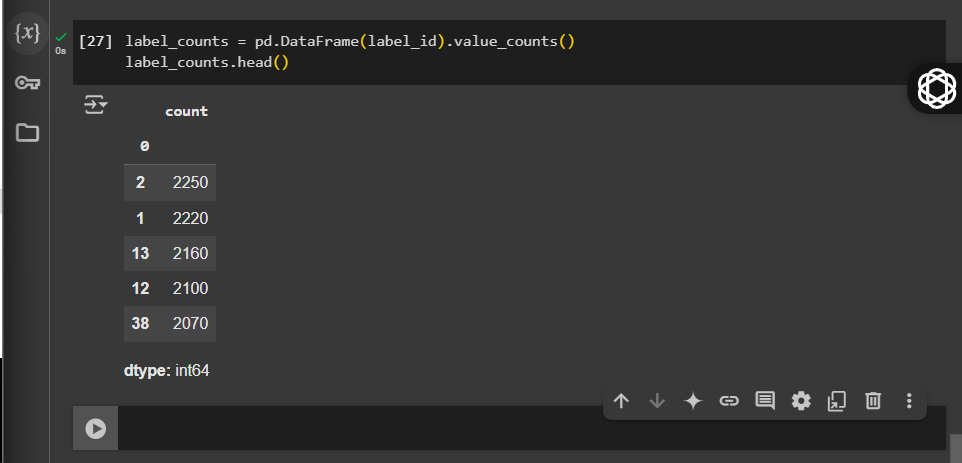 {x}
0s
[27] label_counts = pd.DataFrame(label_id).value_counts()
label_counts.head()
count
0
2 2250
1 2220
13 2160
12 2100
38 2070
dtype: int64